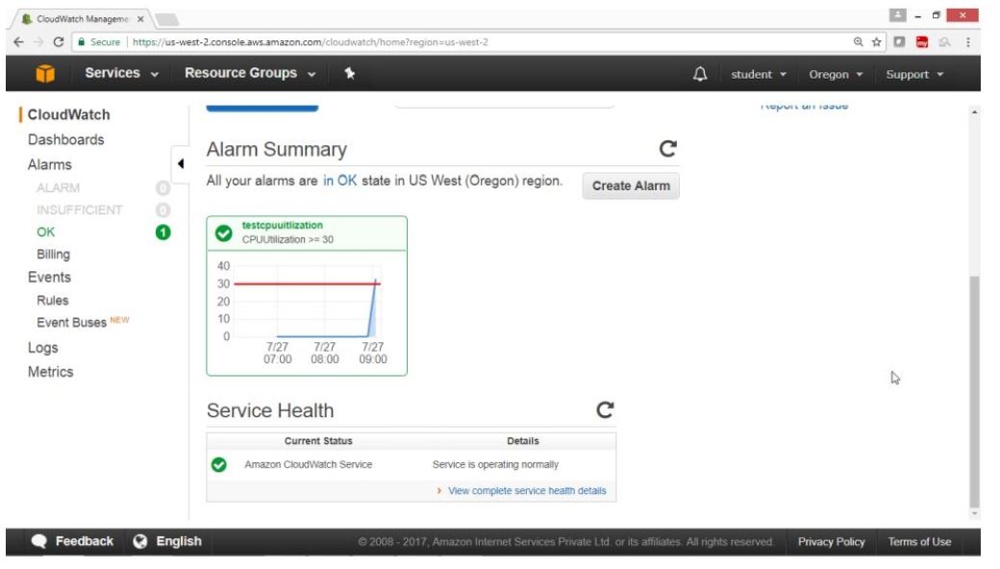 CloudWatch Managemen
Secure https://us-west-2.console.aws.amazon.com/cloudwatch/home?region=us-west-2
Services Resource Groups student Oregon Support
CloudWatch
Dashboards
Alarms
ALARM 0
INSUFFICIENT 0
OK 1
Billing
Events
Rules
Event Buses NEW
Logs
Metrics
Report an Issue
Alarm Summary
All your alarms are in OK state in US West (Oregon) region.
Create Alarm
testcpuuitlization
CPUUtilization >= 30
40
30
20
10
0
7/27 7/27 7/27
07:00 08:00 09:00
Service Health
Current Status Details
Amazon CloudWatch Service Service is operating normally
View complete service health details
Feedback English © 2008 - 2017, Amazon Internet Services Private Ltd. or its affiliates. All rights reserved. Privacy Policy Terms of Use